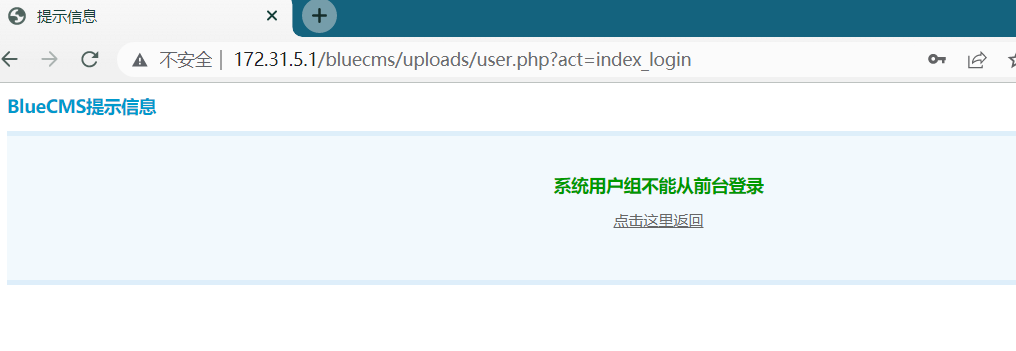 提示信息
不安全 | 172.31.5.1/bluecms/uploads/user.php?act=index_login
BlueCMS提示信息
系统用户组不能从前台登录
点击这里返回